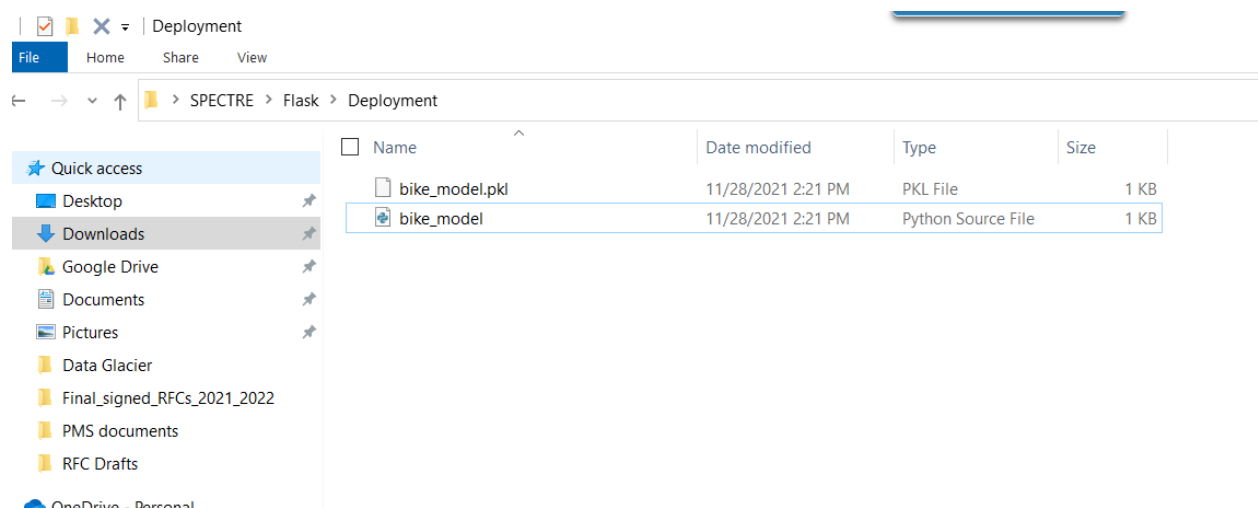 Deployment
File Home Share View
SPECTRE > Flask > Deployment
Name Date modified Type Size
Quick access
bike_model.pkl 11/28/2021 2:21 PM PKL File 1 KB
Desktop
bike_model 11/28/2021 2:21 PM Python Source File 1 KB
Downloads
Google Drive
Documents
Pictures
Data Glacier
Final_signed_RFCs_2021_2022
PMS documents
RFC Drafts
OneDrive - Personal